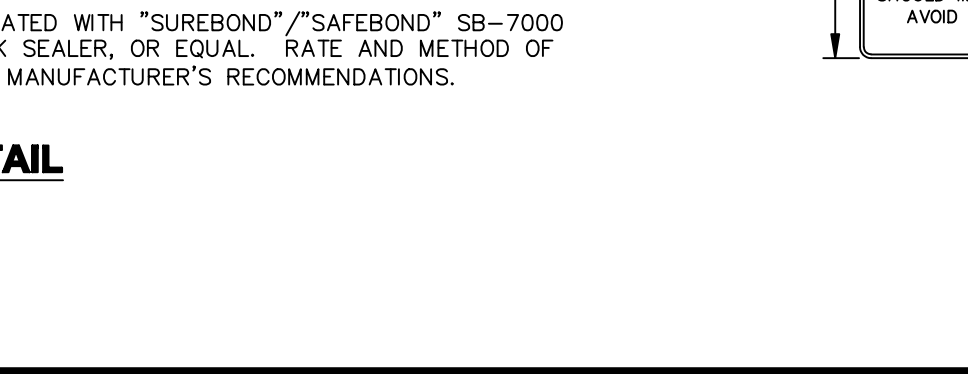 ATED WITH "SUREBOND"/"SAFEBOND" SB-7000
K SEALER, OR EQUAL. RATE AND METHOD OF
MANUFACTURER'S RECOMMENDATIONS.
TAIL
AVOID